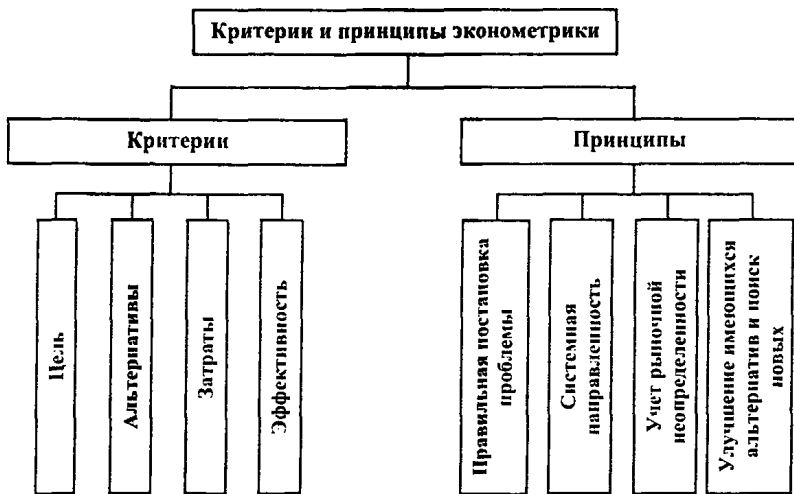 Критерии и принципы эконометрики
Критерии
Принципы
Цель
Альтернативы
Затраты
Эффективность
Правильная постановка
проблемы
Системная
направленность
Учет рыночной
неопределенности
Улучшение имеющихся
альтернатив и поиск
новых